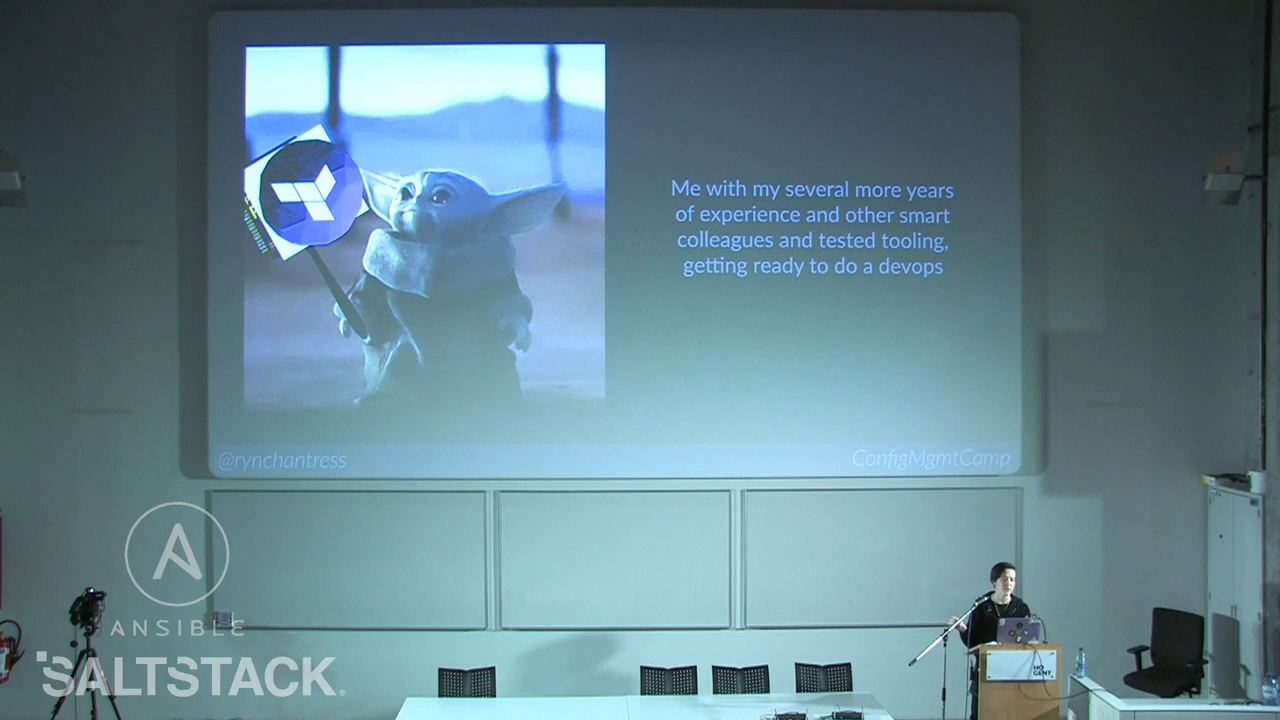 Me with my several more years
of experience and other smart
colleagues and tested tooling,
getting ready to do a devops
@rynchantress
ConfigMgmtCamp
ANSIBLE
SALTSTACK
HO
GENT